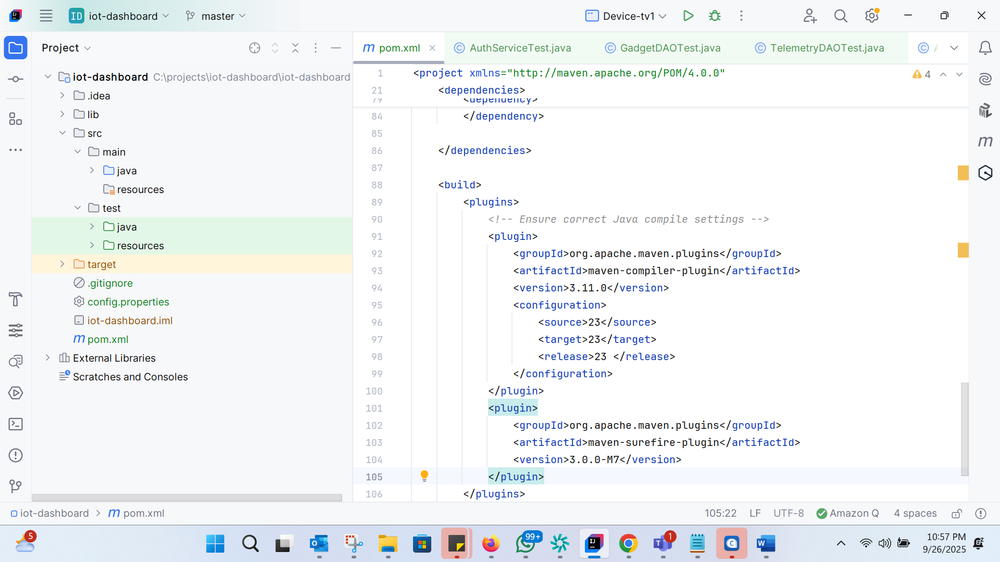 ID iot-dashboard master Device-tv1
Project
pom.xml AuthServiceTest.java GadgetDAOTest.java TelemetryDAOTest.java
iot-dashboard C:\projects\iot-dashboard\iot-dashboard
.idea
lib
src
main
java
resources
test
java
resources
target
.gitignore
config.properties
iot-dashboard.iml
pom.xml
External Libraries
Scratches and Consoles
1 <project xmlns="http://maven.apache.org/POM/4.0.0"
4
21 <dependencies>
79 <dependency>
84 </dependency>
85
86 </dependencies>
87
88 <build>
89 <plugins>
90 <!-- Ensure correct Java compile settings -->
91 <plugin>
92 <groupId>org.apache.maven.plugins</groupId>
93 <artifactId>maven-compiler-plugin</artifactId>
94 <version>3.11.0</version>
95 <configuration>
96 <source>23</source>
97 <target>23</target>
98 <release>23 </release>
99 </configuration>
100 </plugin>
101 <plugin>
102 <groupId>org.apache.maven.plugins</groupId>
103 <artifactId>maven-surefire-plugin</artifactId>
104 <version>3.0.0-M7</version>
105 </plugin>
106 </plugins>
iot-dashboard > pom.xml 105:22 LF UTF-8 Amazon Q 4 spaces
5
99+
1
10:57 PM
9/26/2025